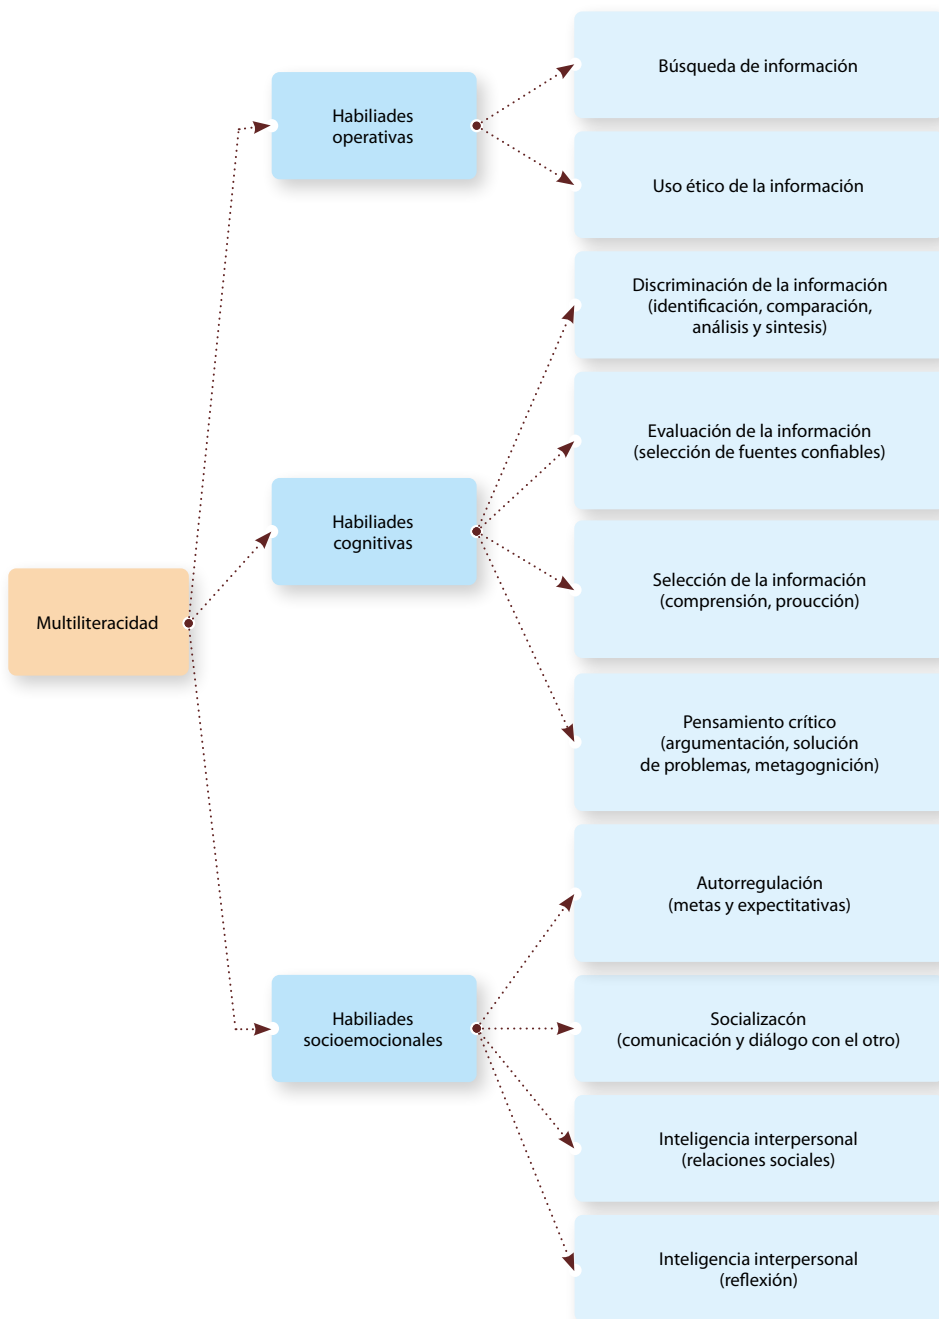 Búsqueda de información
Habiliades
operativas
Uso ético de la información
Discriminación de la información
(identificación, comparación,
análisis y sintesis)
Evaluación de la información
(selección de fuentes confiables)
Habiliades
cognitivas
Selección de la información
(comprensión, proucción)
Multiliteracidad
Pensamiento crítico
(argumentación, solución
de problemas, metagognición)
Autorregulación
(metas y expectitativas)
Habiliades
socioemocionales
Socializacón
(comunicación y diálogo con el otro)
Inteligencia interpersonal
(relaciones sociales)
Inteligencia interpersonal
(reflexión)